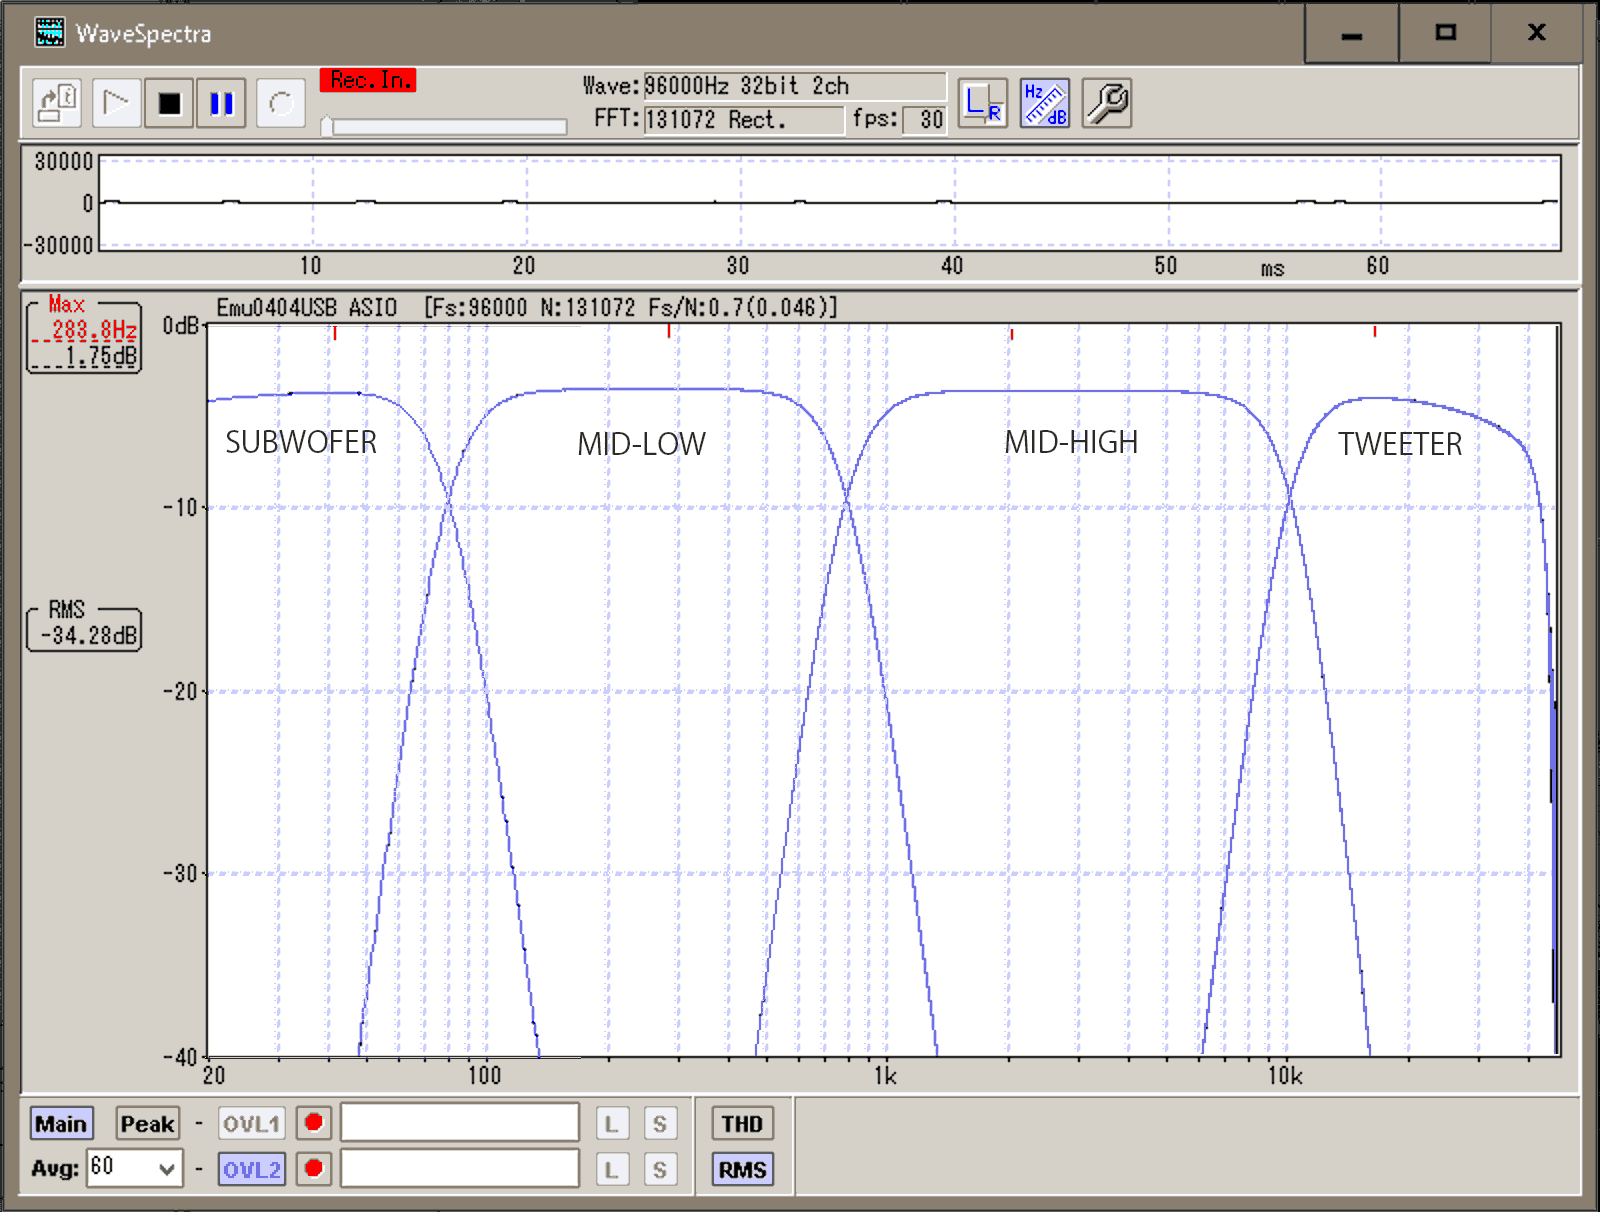 WaveSpectra
Rec.In.
Wave: 96000Hz 32bit 2ch
FFT: 131072 Rect. fps: 30
L R
Hz dB
30000
0
-30000
10 20 30 40 50 ms 60
Max
283.8Hz
1.75dB
Emu0404USB ASIO [Fs:96000 N:131072 Fs/N:0.7(0.046)]
0dB
SUBWOFER MID-LOW MID-HIGH TWEETER
-10
RMS
-34.28dB
-20
-30
-40
20 100 1k 10k
Main Peak - OVL1 L S THD
Avg: 60 - OVL2 L S RMS